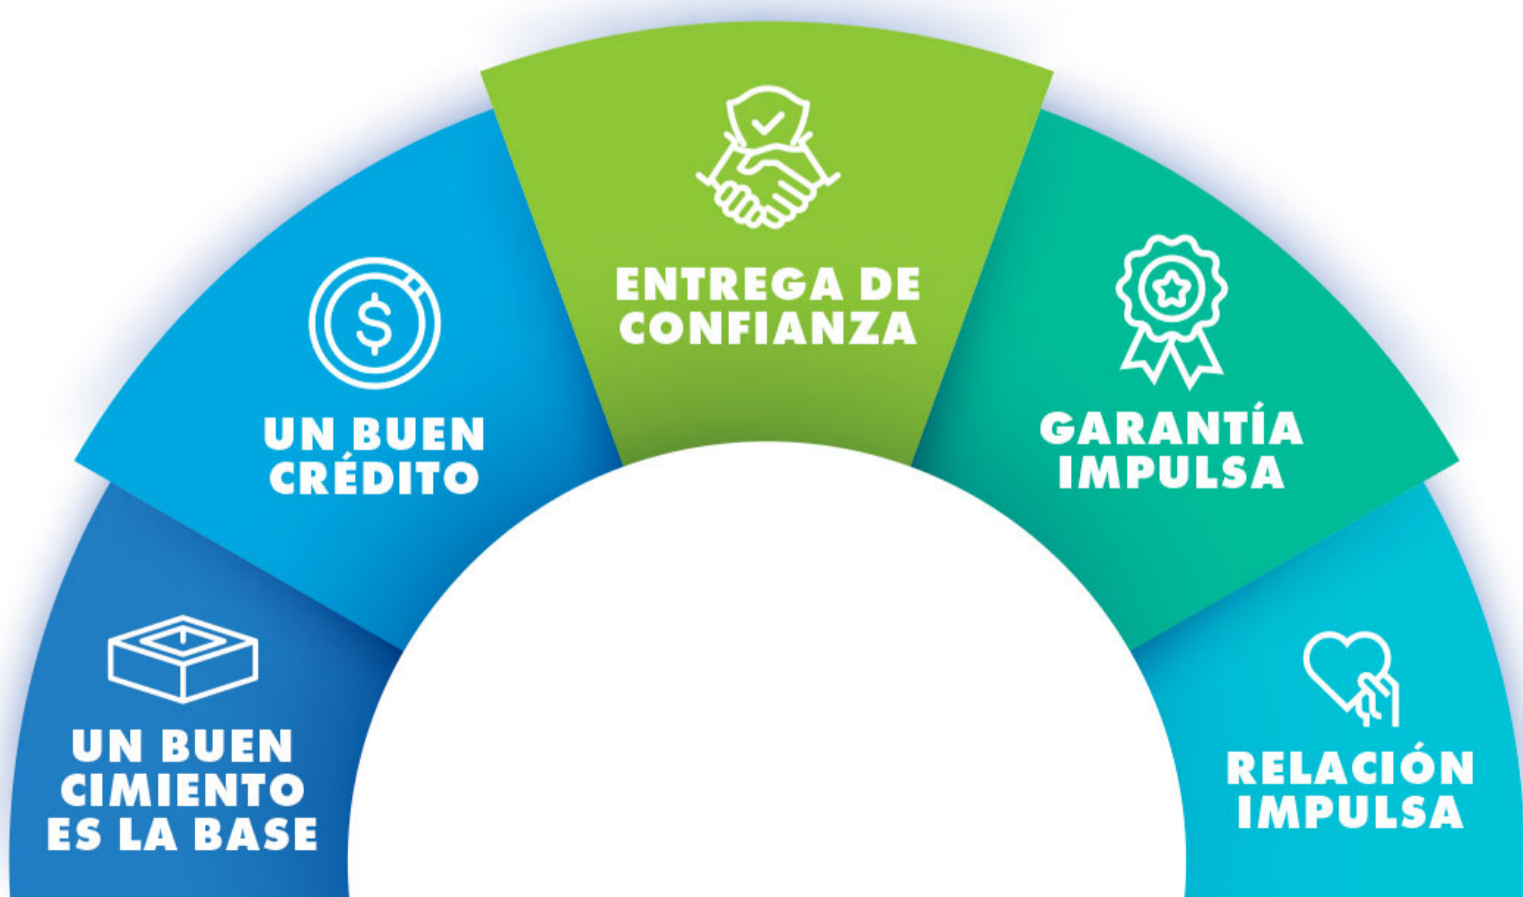 UN BUEN
CIMIENTO
ES LA BASE
UN BUEN
CRÉDITO
ENTREGA DE
CONFIANZA
GARANTÍA
IMPULSA
RELACIÓN
IMPULSA